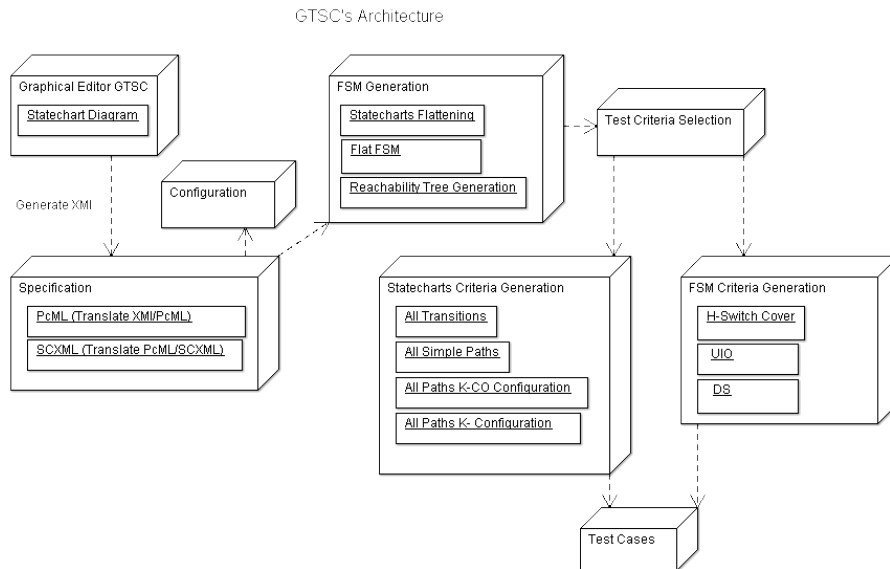 GTSC's Architecture
Graphical Editor GTSC
Statechart Diagram
Generate XMI
Configuration
FSM Generation
Statecharts Flattening
Flat FSM
Reachability Tree Generation
Test Criteria Selection
Specification
PcML (Translate XMI/PcML)
SCXML (Translate PcML/SCXML)
Statecharts Criteria Generation
All Transitions
All Simple Paths
All Paths K-CO Configuration
All Paths K- Configuration
FSM Criteria Generation
H-Switch Cover
UIO
DS
Test Cases